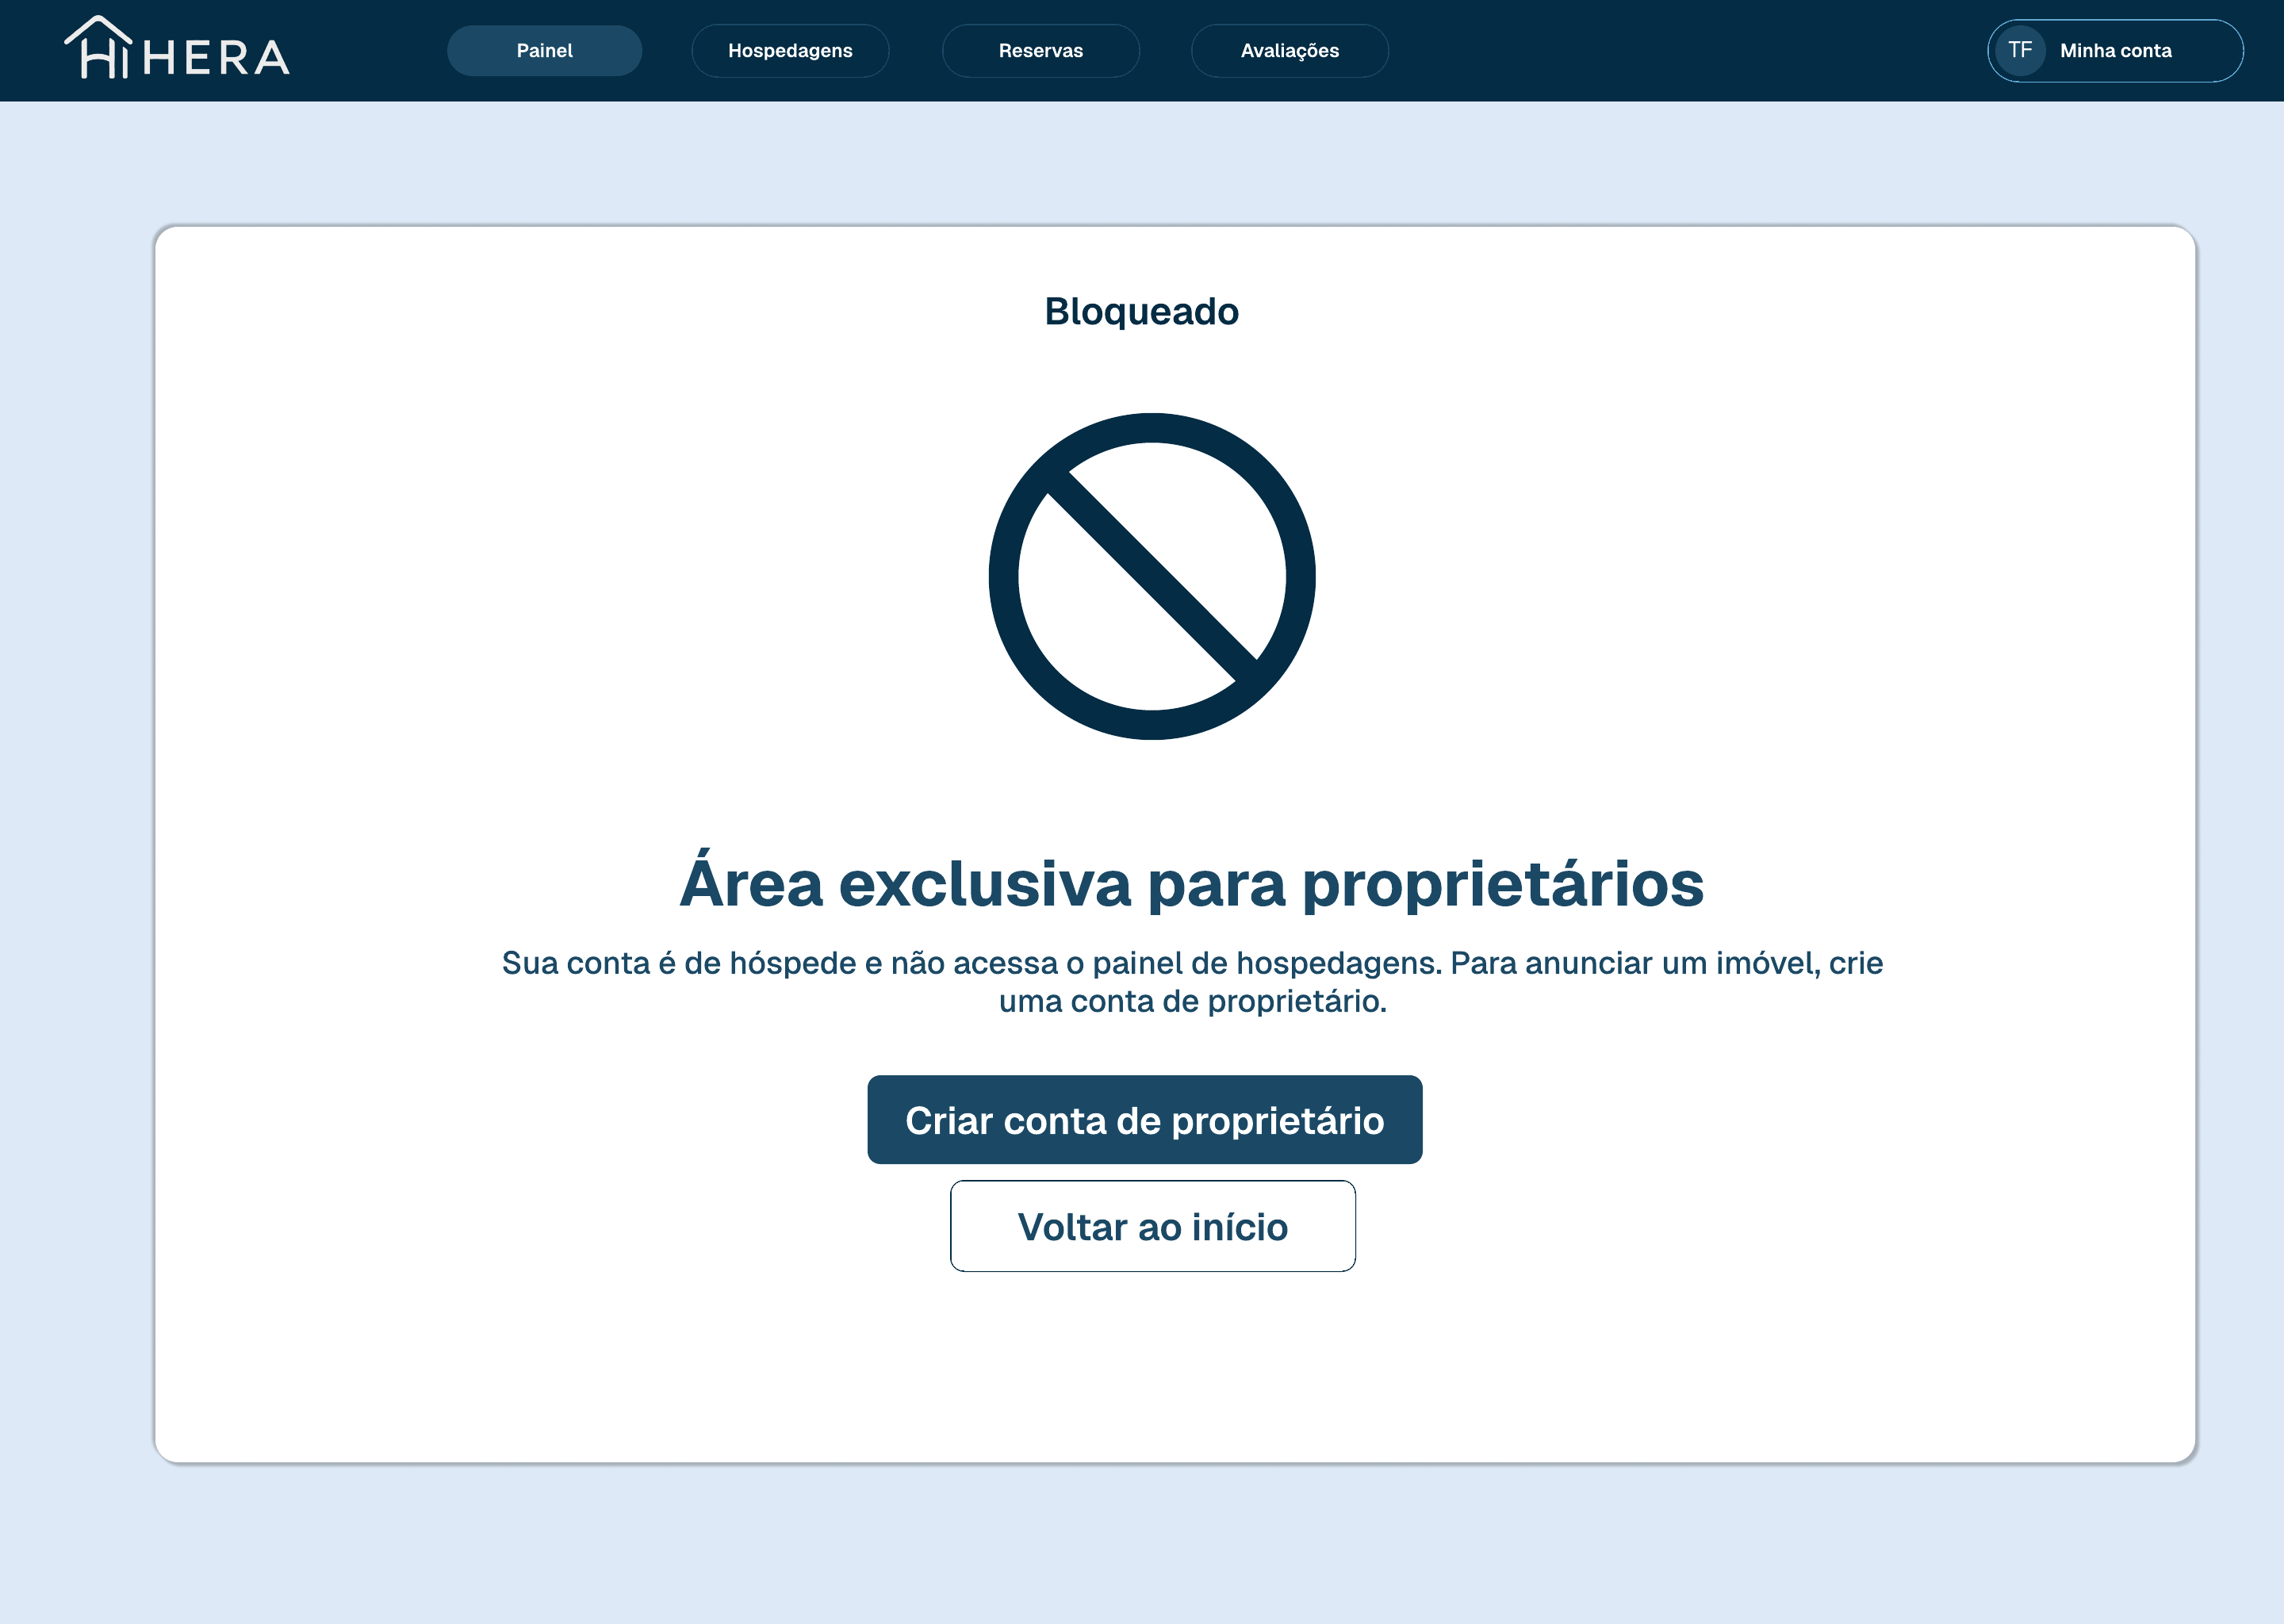 HI HERA
Painel
Hospedagens
Reservas
Avaliações
TF
Minha conta
Bloqueado
Área exclusiva para proprietários
Sua conta é de hóspede e não acessa o painel de hospedagens. Para anunciar um imóvel, crie
uma conta de proprietário.
Criar conta de proprietário
Voltar ao início